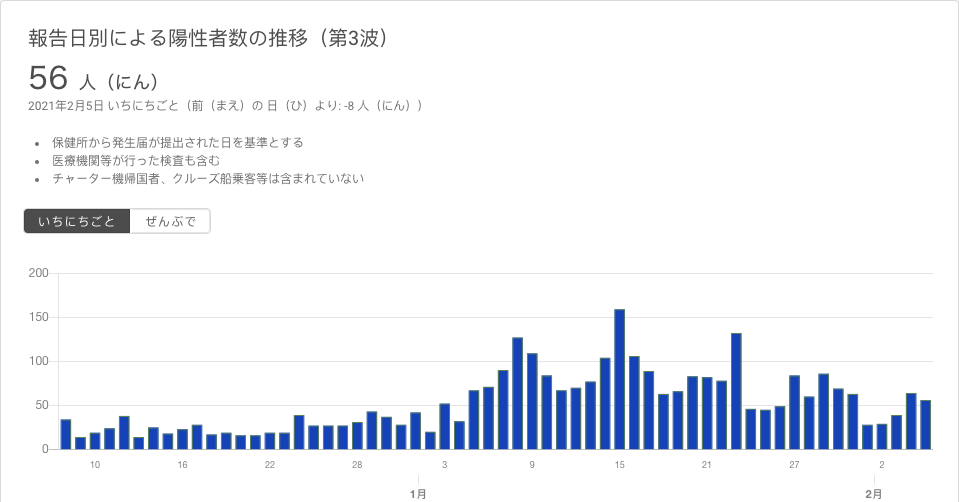 報告日別による陽性者数の推移（第3波）
56 人（にん）
2021年2月5日 いちにちごと（前（まえ）の 日（ひ）より: -8 人（にん））
• 保健所から発生届が提出された日を基準とする
• 医療機関等が行った検査も含む
• チャーター機帰国者、クルーズ船乗客等は含まれていない
いちにちごと ぜんぶで
200
150
100
50
0
10 16 22 28 3 9 15 21 27 2
1月 2月